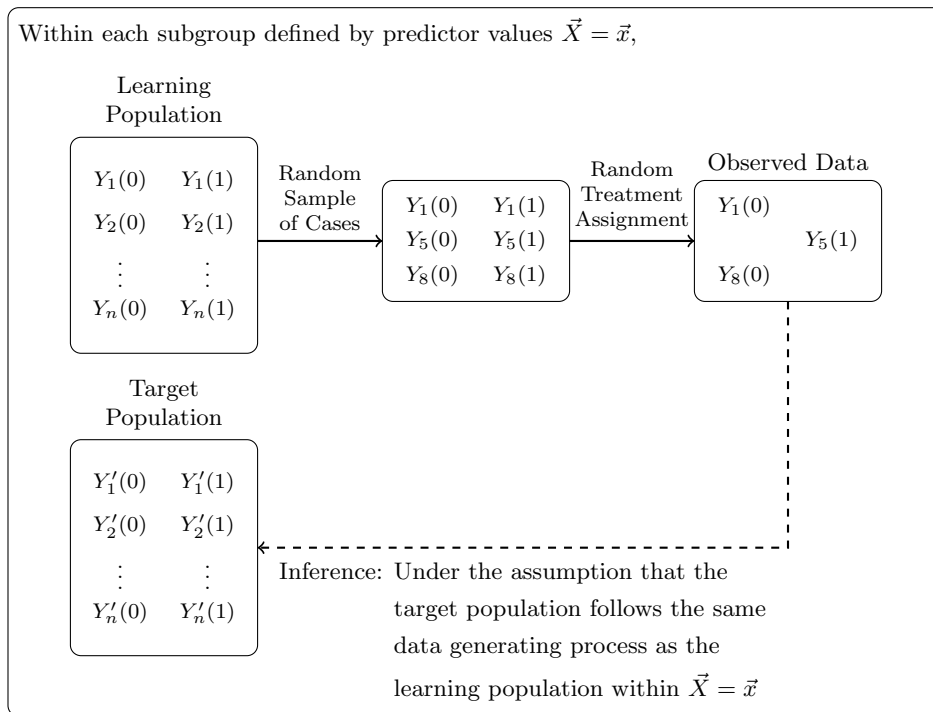 Within each subgroup defined by predictor values $\vec{X} = \vec{x}$,
Learning
Population
Y₁(0) Y₁(1)
Y₂(0) Y₂(1)
⋮ ⋮
Yₙ(0) Yₙ(1)
Random
Sample
of Cases
Y₁(0) Y₁(1)
Y₅(0) Y₅(1)
Y₈(0) Y₈(1)
Random
Treatment
Assignment
Observed Data
Y₁(0)
Y₅(1)
Y₈(0)
Target
Population
Y′₁(0) Y′₁(1)
Y′₂(0) Y′₂(1)
⋮ ⋮
Y′ₙ(0) Y′ₙ(1)
Inference: Under the assumption that the
target population follows the same
data generating process as the
learning population within $\vec{X} = \vec{x}$